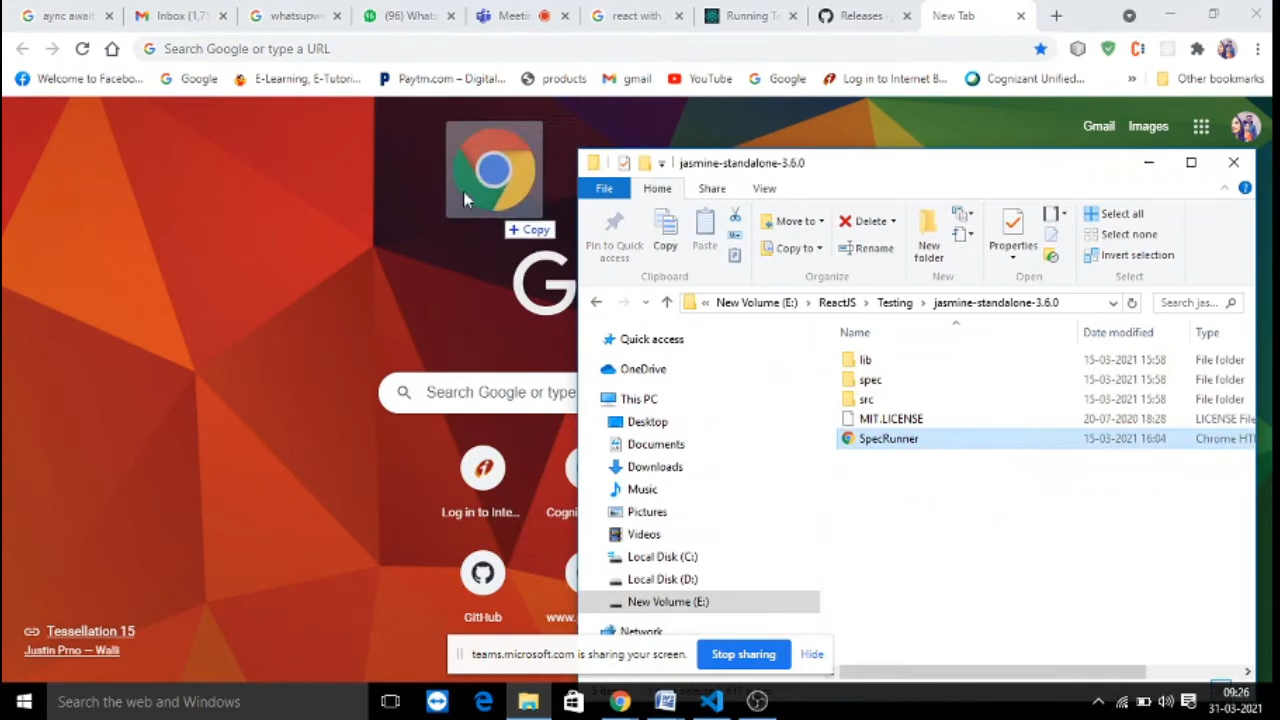 aync await
Inbox (1,7
whatsupw
(96) Whats
Meetin
react with
Running Te
Releases ·
New Tab
Search Google or type a URL
Welcome to Facebo...
Google
E-Learning, E-Tuton...
Paytm.com – Digital...
products
gmail
YouTube
Google
Log in to Internet B...
Cognizant Unified...
»
Other bookmarks
Gmail
Images
jasmine-standalone-3.6.0
File
Home
Share
View
Pin to Quick
access
Copy
Paste
Clipboard
Move to
Copy to
Delete
Rename
Organize
New
folder
New
Properties
Open
Select all
Select none
Invert selection
Select
+ Copy
G
« New Volume (E:) › ReactJS › Testing › jasmine-standalone-3.6.0
Search jas...
Name
Date modified
Type
lib 15-03-2021 15:58 File folder
spec 15-03-2021 15:58 File folder
src 15-03-2021 15:58 File folder
MIT.LICENSE 20-07-2020 18:28 LICENSE File
SpecRunner 15-03-2021 16:04 Chrome HT
Quick access
OneDrive
This PC
Desktop
Documents
Downloads
Music
Pictures
Videos
Local Disk (C:)
Local Disk (D:)
New Volume (E:)
Network
Search Google or type
Log in to Inte...
Cogni
GitHub
www.
Tessellation 15
Justin Prno — Walli
teams.microsoft.com is sharing your screen.
Stop sharing
Hide
Search the web and Windows
09:26
31-03-2021